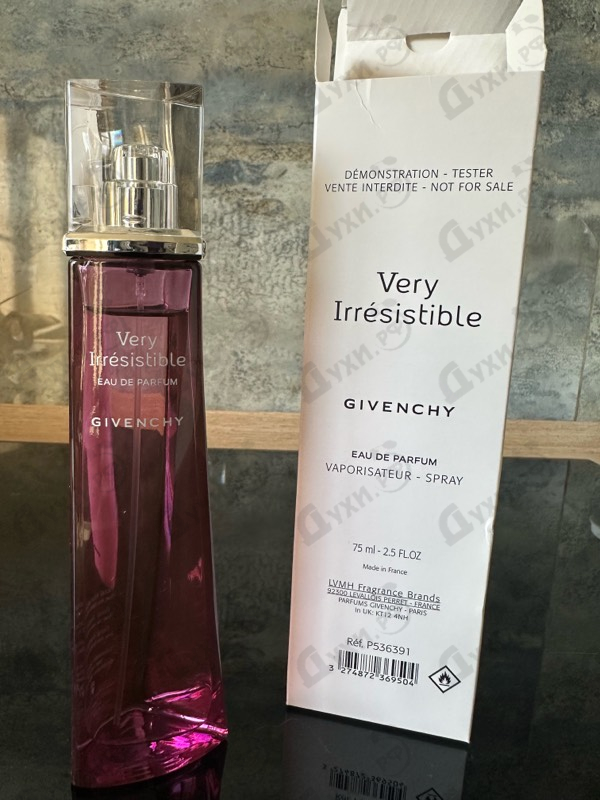 Very
Irrésistible
EAU DE PARFUM
GIVENCHY
DÉMONSTRATION - TESTER
VENTE INTERDITE - NOT FOR SALE
Very
Irrésistible
GIVENCHY
EAU DE PARFUM
VAPORISATEUR - SPRAY
75 ml - 2.5 FL.OZ
Made in France
LVMH Fragrance Brands
92300 LEVALLOIS PERRET - FRANCE
PARFUMS GIVENCHY - PARIS
In UK: KT12 4NH
Réf. P536391
3 274872 369504
Духи.РФ